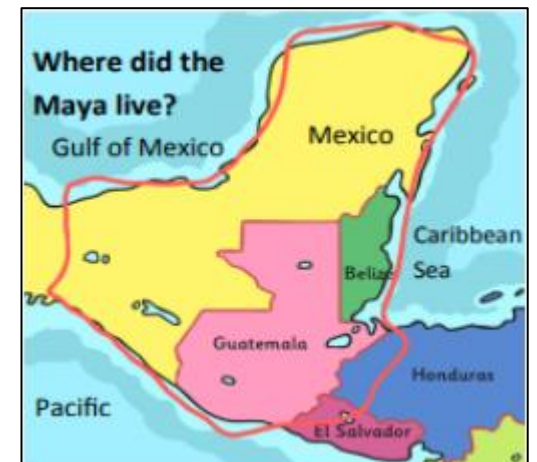 Where did the
Maya live?
Gulf of Mexico
Mexico
Caribbean
Sea
Belize
Guatemala
Honduras
Pacific
El Salvador